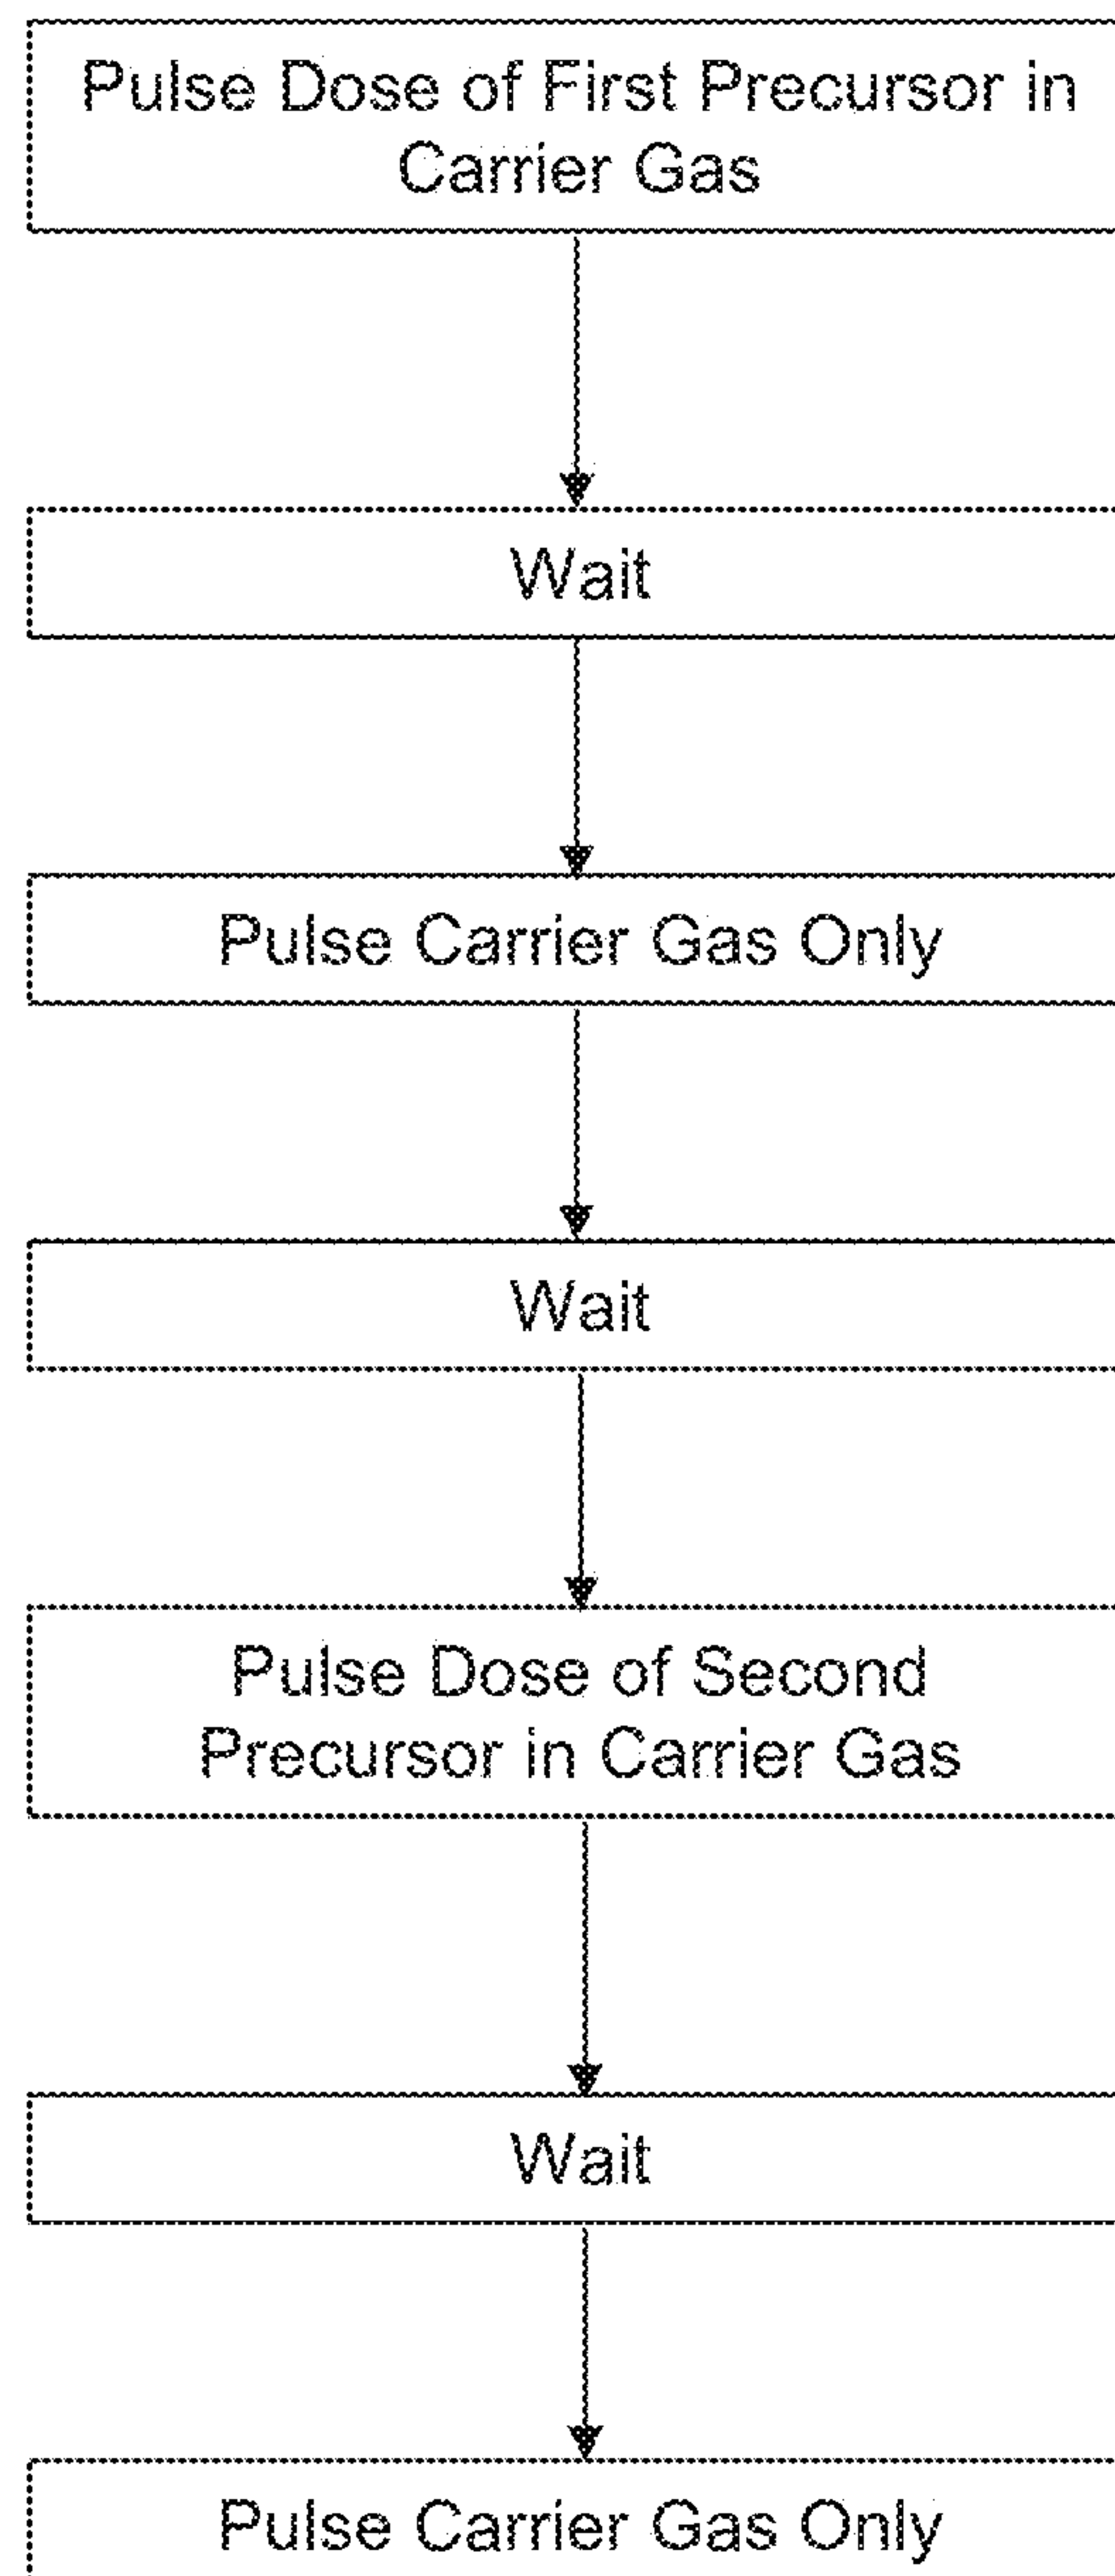 Pulse Dose of First Precursor in
Carrier Gas
Wait
Pulse Carrier Gas Only
Wait
Pulse Dose of Second
Precursor in Carrier Gas
Wait
Pulse Carrier Gas Only